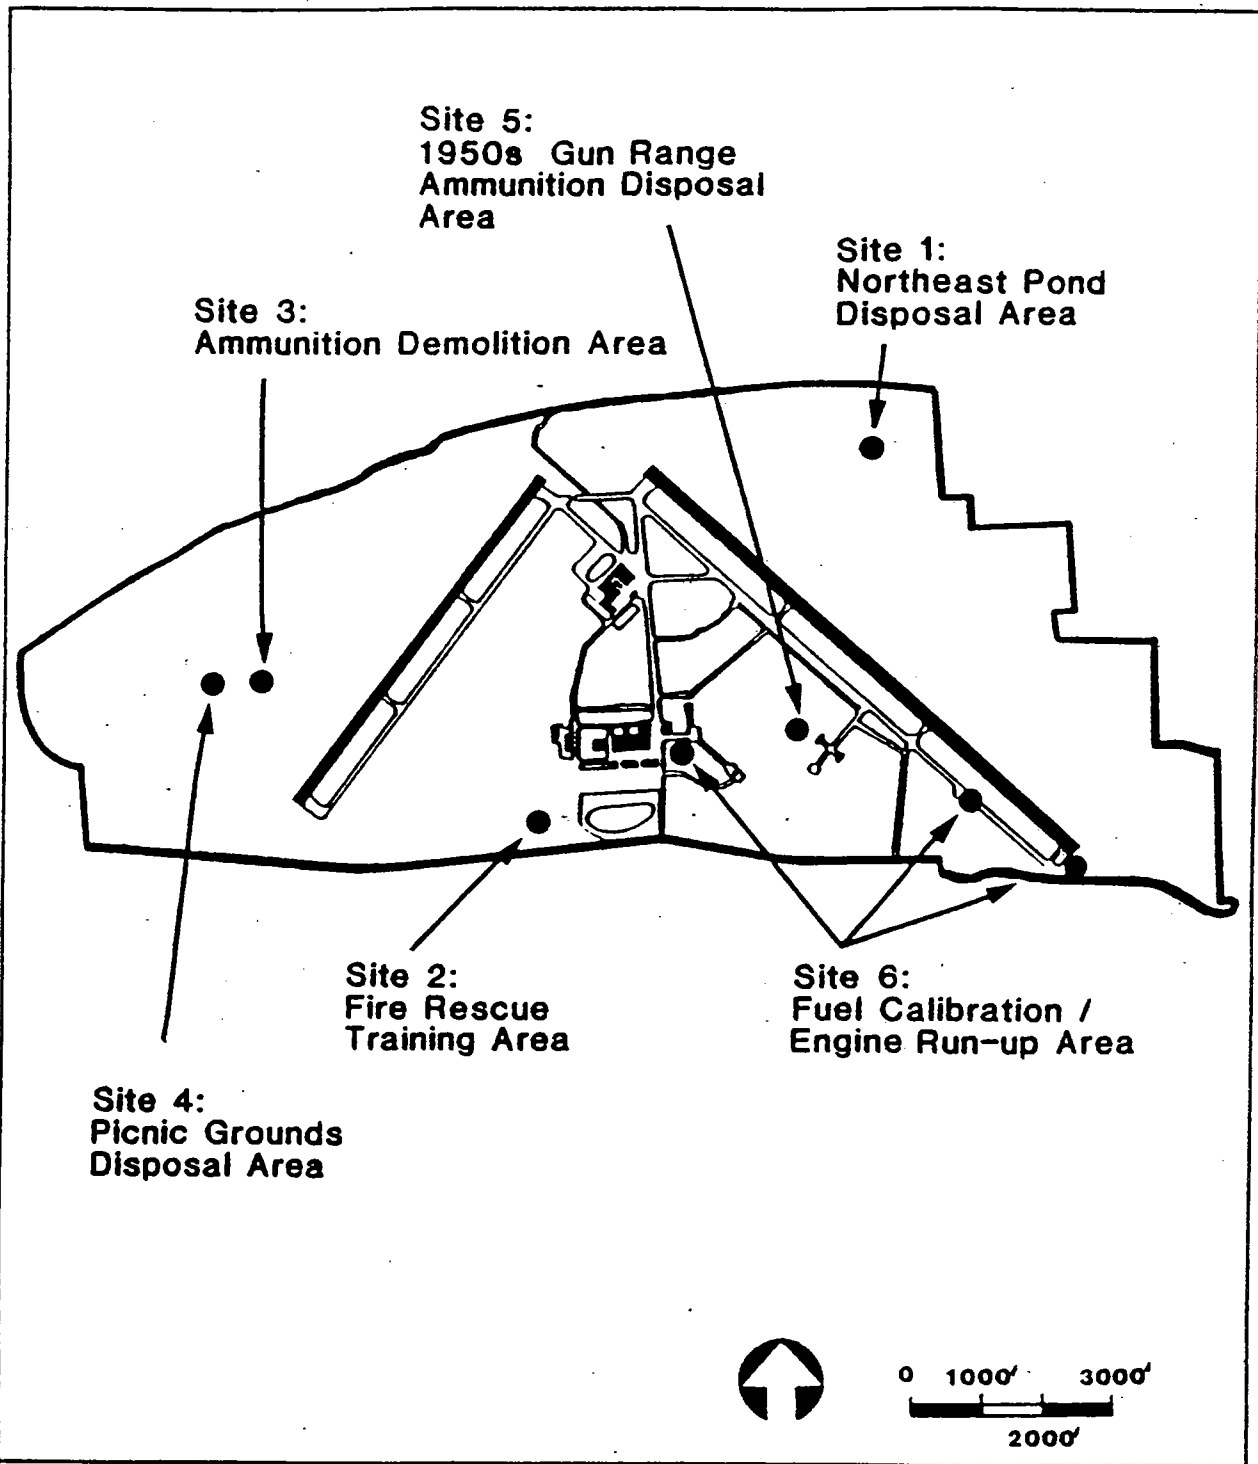 Site 5:
1950s Gun Range
Ammunition Disposal
Area
Site 1:
Northeast Pond
Disposal Area
Site 3:
Ammunition Demolition Area
Site 2:
Fire Rescue
Training Area
Site 6:
Fuel Calibration /
Engine Run-up Area
Site 4:
Picnic Grounds
Disposal Area
0 1000' 3000'
2000'